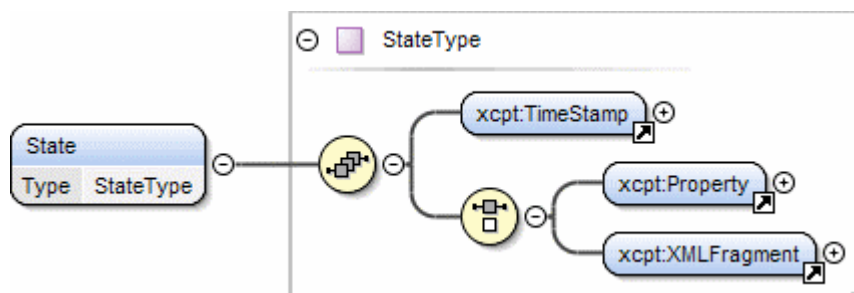 StateType
xcpt:TimeStamp
State
Type StateType
xcpt:Property
xcpt:XMLFragment